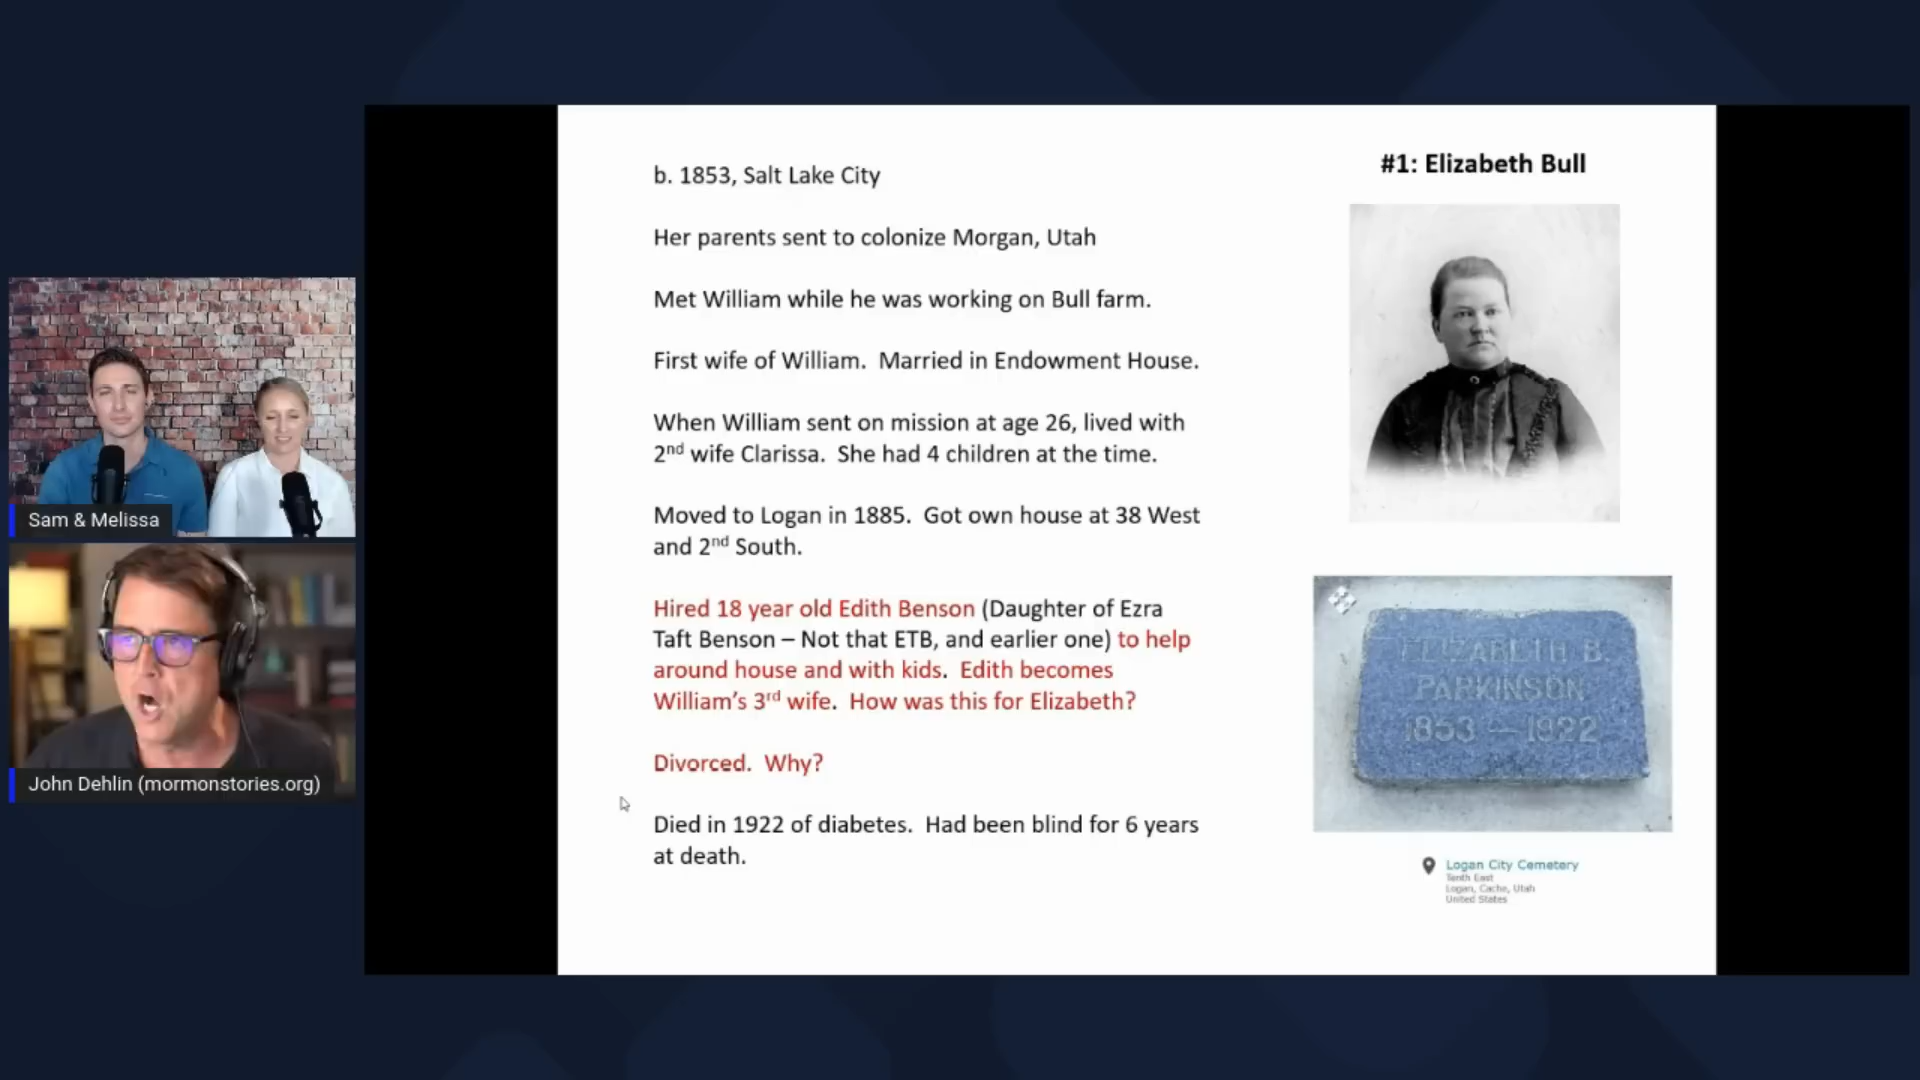 #1: Elizabeth Bull
b. 1853, Salt Lake City
Her parents sent to colonize Morgan, Utah
Met William while he was working on Bull farm.
First wife of William.  Married in Endowment House.
When William sent on mission at age 26, lived with
2nd wife Clarissa.  She had 4 children at the time.
Moved to Logan in 1885.  Got own house at 38 West
and 2nd South.
Hired 18 year old Edith Benson (Daughter of Ezra
Taft Benson – Not that ETB, and earlier one) to help
around house and with kids.  Edith becomes
William's 3rd wife.  How was this for Elizabeth?
Divorced.  Why?
Died in 1922 of diabetes.  Had been blind for 6 years
at death.
ELIZABETH B.
PARKINSON
1853 — 1922
Logan City Cemetery
Tenth East
Logan, Cache, Utah
United States
Sam & Melissa
John Dehlin (mormonstories.org)